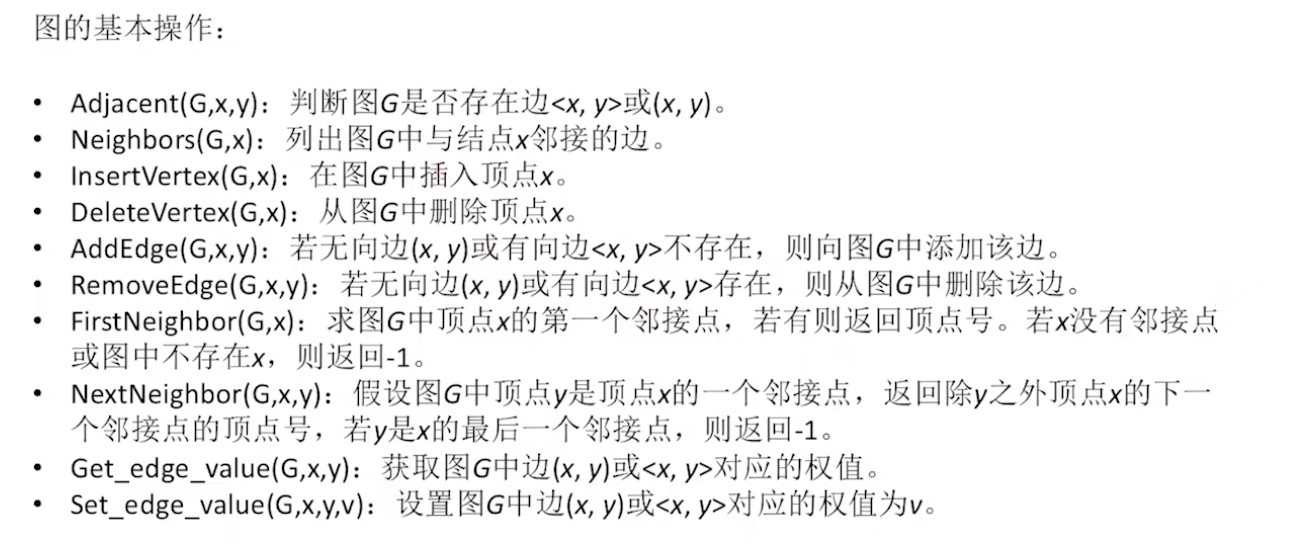 图的基本操作：
• Adjacent(G,x,y)：判断图G是否存在边<x, y>或(x, y)。
• Neighbors(G,x)：列出图G中与结点x邻接的边。
• InsertVertex(G,x)：在图G中插入顶点x。
• DeleteVertex(G,x)：从图G中删除顶点x。
• AddEdge(G,x,y)：若无向边(x, y)或有向边<x, y>不存在，则向图G中添加该边。
• RemoveEdge(G,x,y)：若无向边(x, y)或有向边<x, y>存在，则从图G中删除该边。
• FirstNeighbor(G,x)：求图G中顶点x的第一个邻接点，若有则返回顶点号。若x没有邻接点
或图中不存在x，则返回-1。
• NextNeighbor(G,x,y)：假设图G中顶点y是顶点x的一个邻接点，返回除y之外顶点x的下一
个邻接点的顶点号，若y是x的最后一个邻接点，则返回-1。
• Get_edge_value(G,x,y)：获取图G中边(x, y)或<x, y>对应的权值。
• Set_edge_value(G,x,y,v)：设置图G中边(x, y)或<x, y>对应的权值为v。